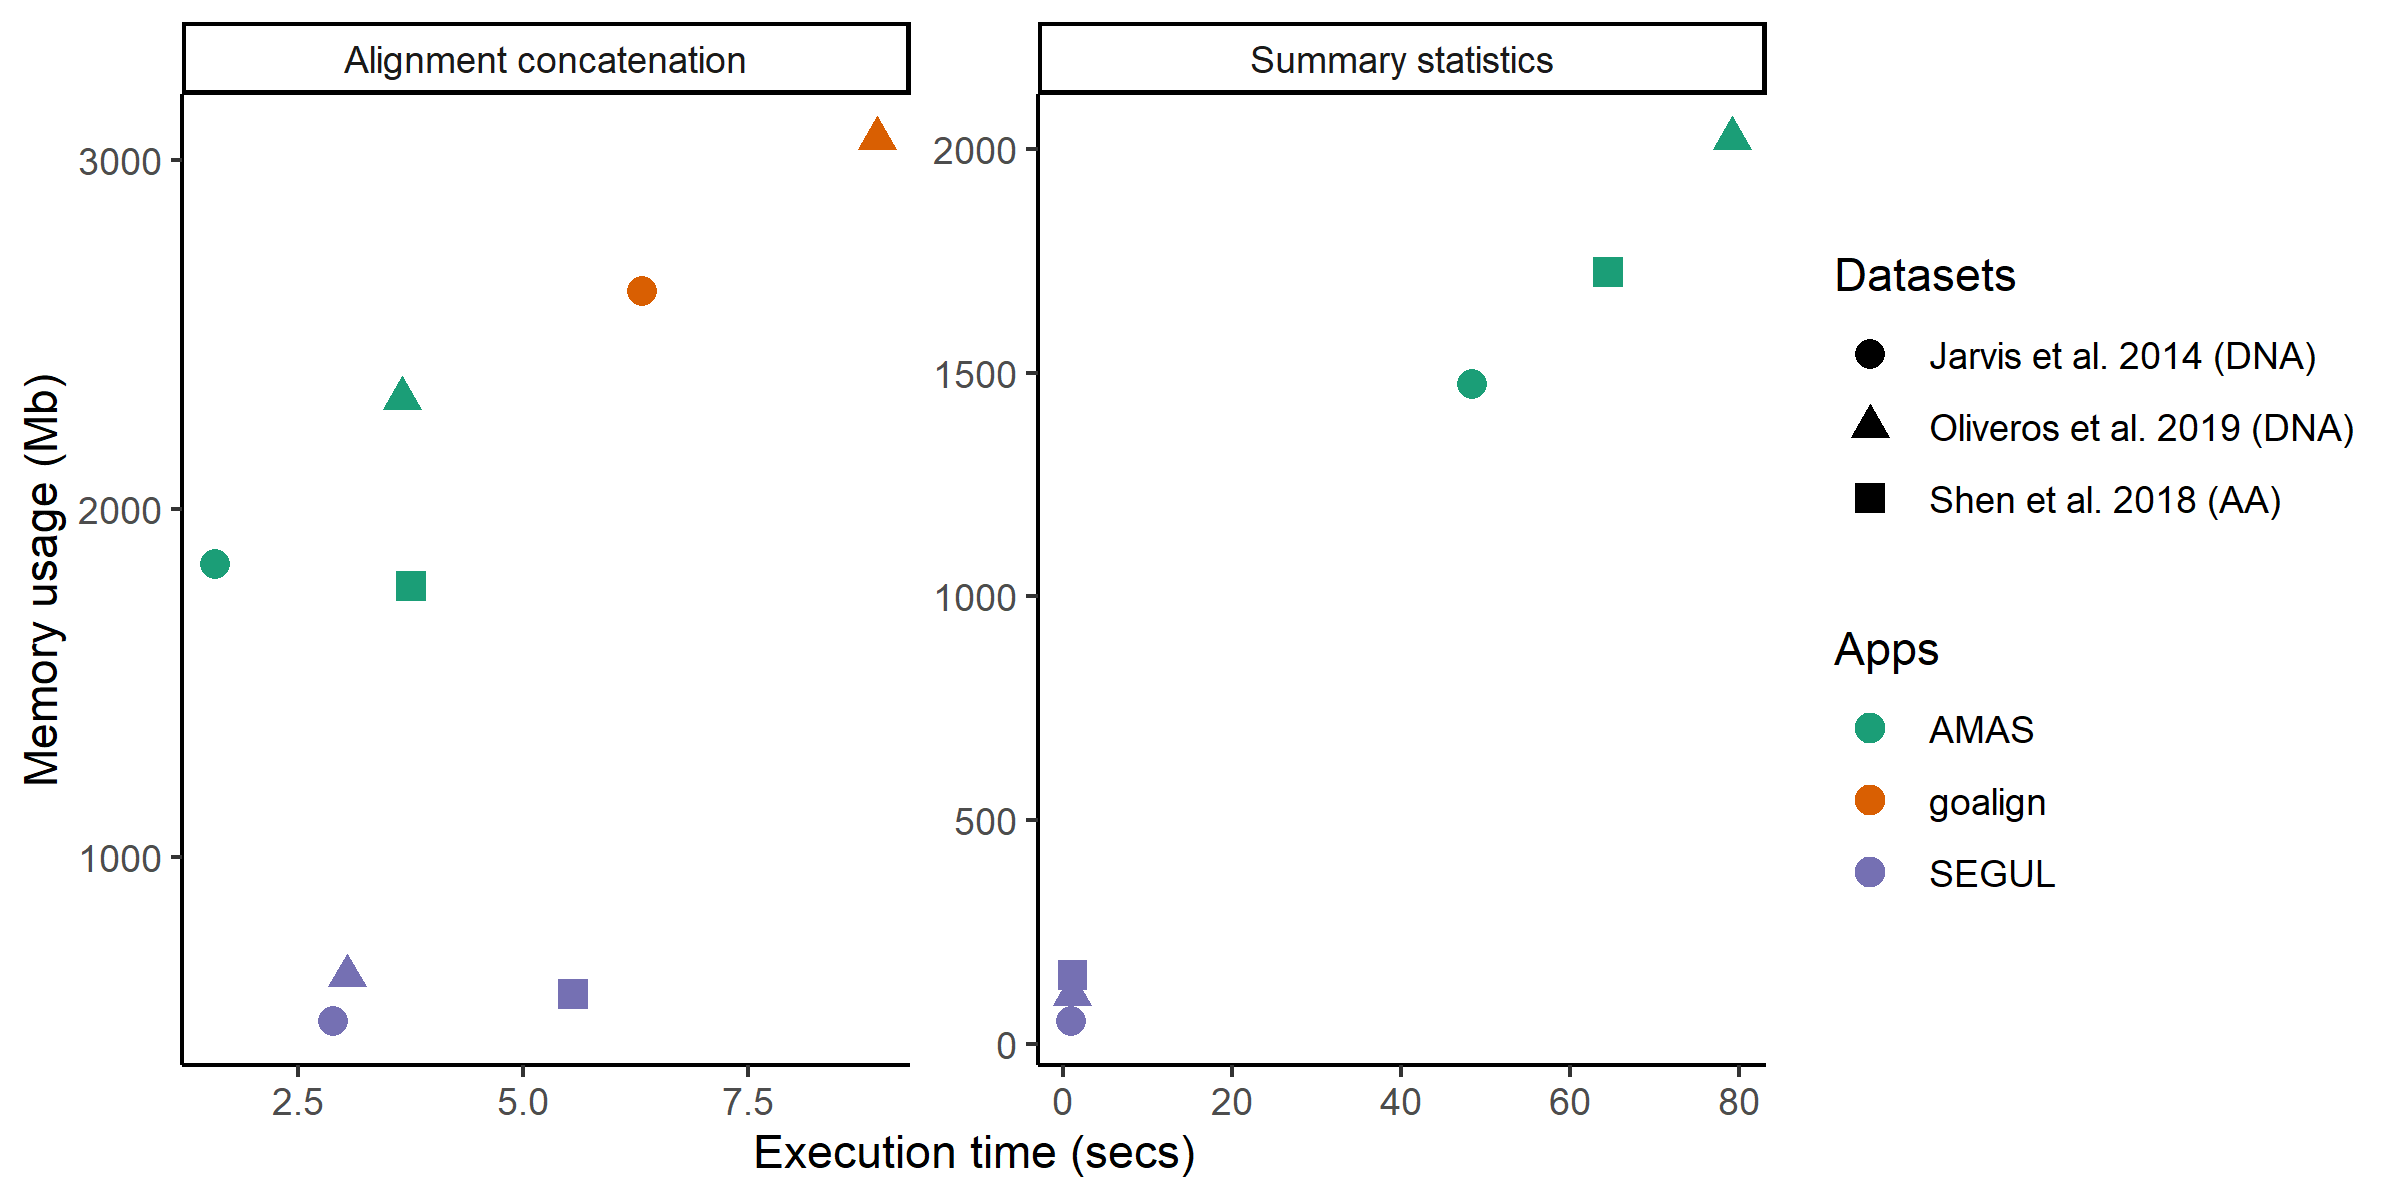 Alignment concatenation
Summary statistics
Memory usage (Mb)
3000
2000
1000
2000
1500
1000
500
0
2.5
5.0
7.5
0
20
40
60
80
Execution time (secs)
Datasets
Jarvis et al. 2014 (DNA)
Oliveros et al. 2019 (DNA)
Shen et al. 2018 (AA)
Apps
AMAS
goalign
SEGUL